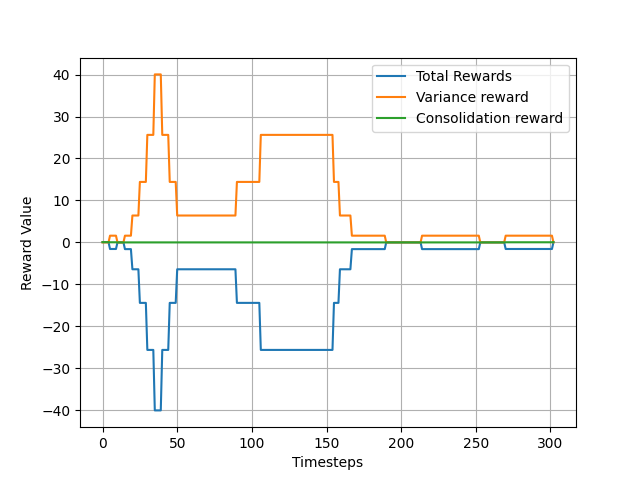 Total Rewards
Variance reward
Consolidation reward
Reward Value
40
30
20
10
0
−10
−20
−30
−40
0 50 100 150 200 250 300
Timesteps